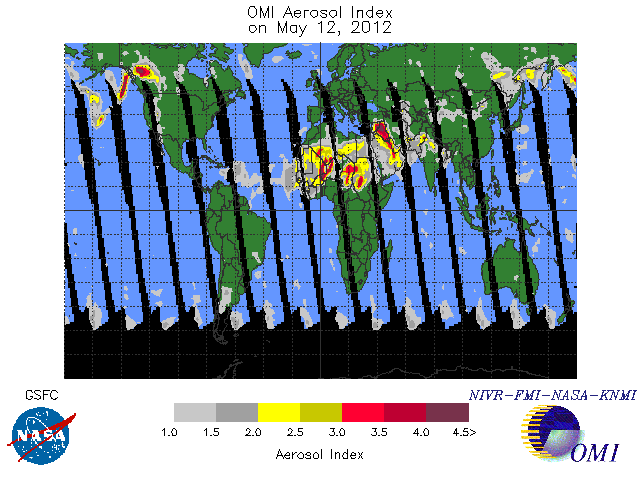 OMI Aerosol Index
on May 12, 2012
GSFC
NIVR-FMI-NASA-KNMI
NASA
1.0 1.5 2.0 2.5 3.0 3.5 4.0 4.5>
Aerosol Index
OMI